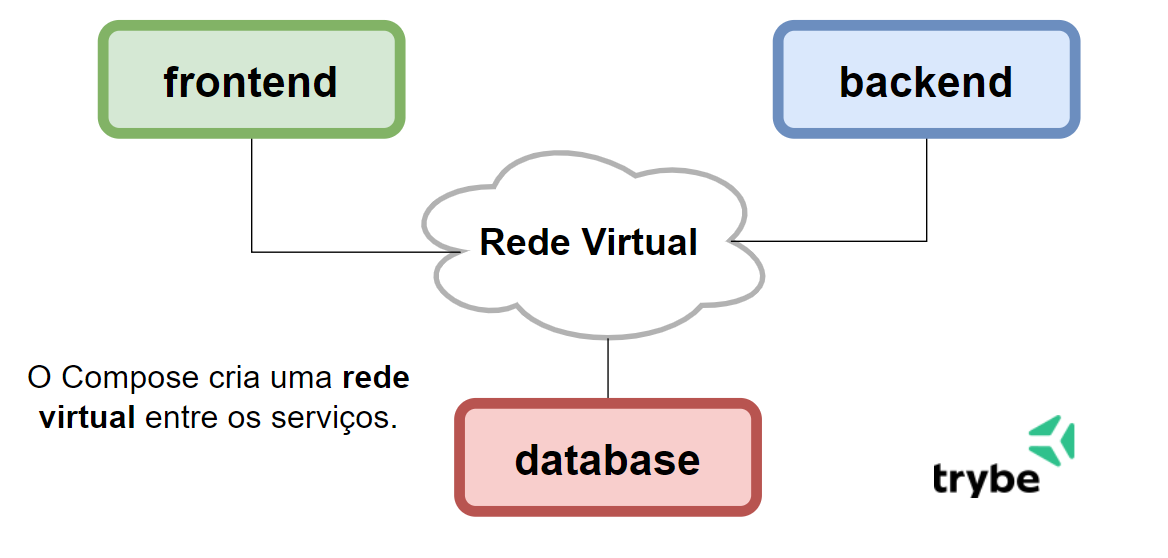 frontend
backend
Rede Virtual
O Compose cria uma rede
virtual entre os serviços.
database
trybe